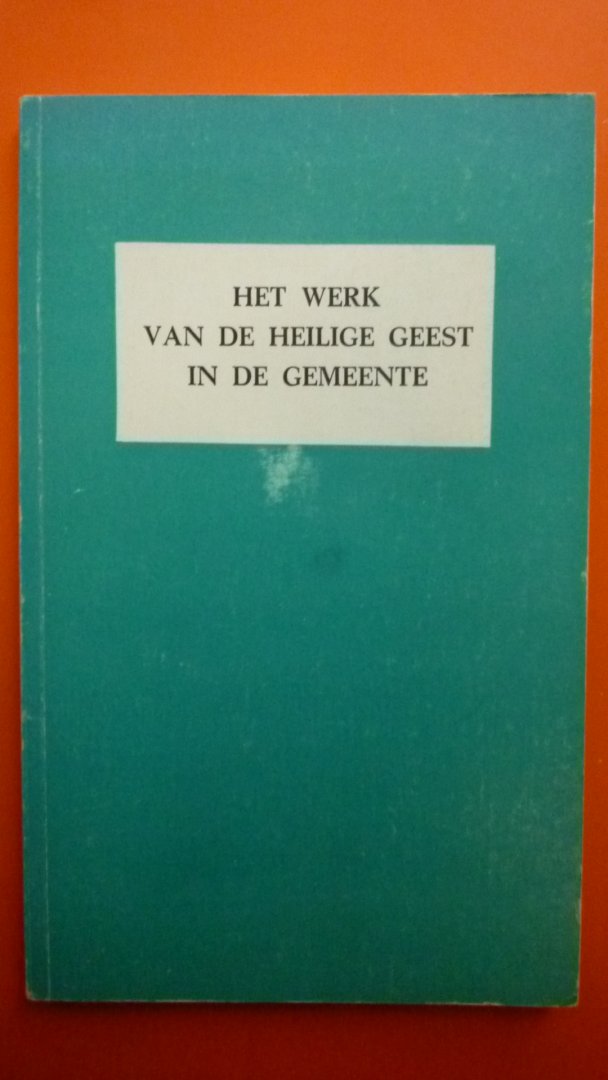 HET WERK
VAN DE HEILIGE GEEST
IN DE GEMEENTE